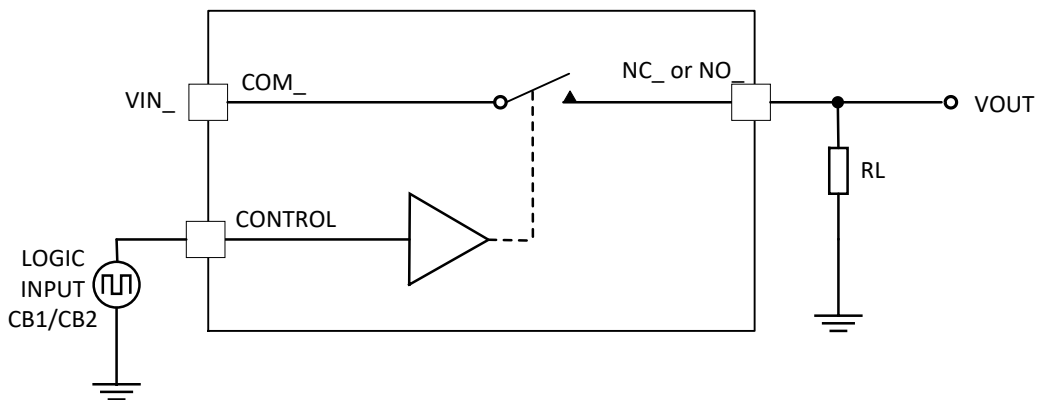 COM_
NC_ or NO_
VIN_
VOUT
RL
CONTROL
LOGIC
INPUT
CB1/CB2